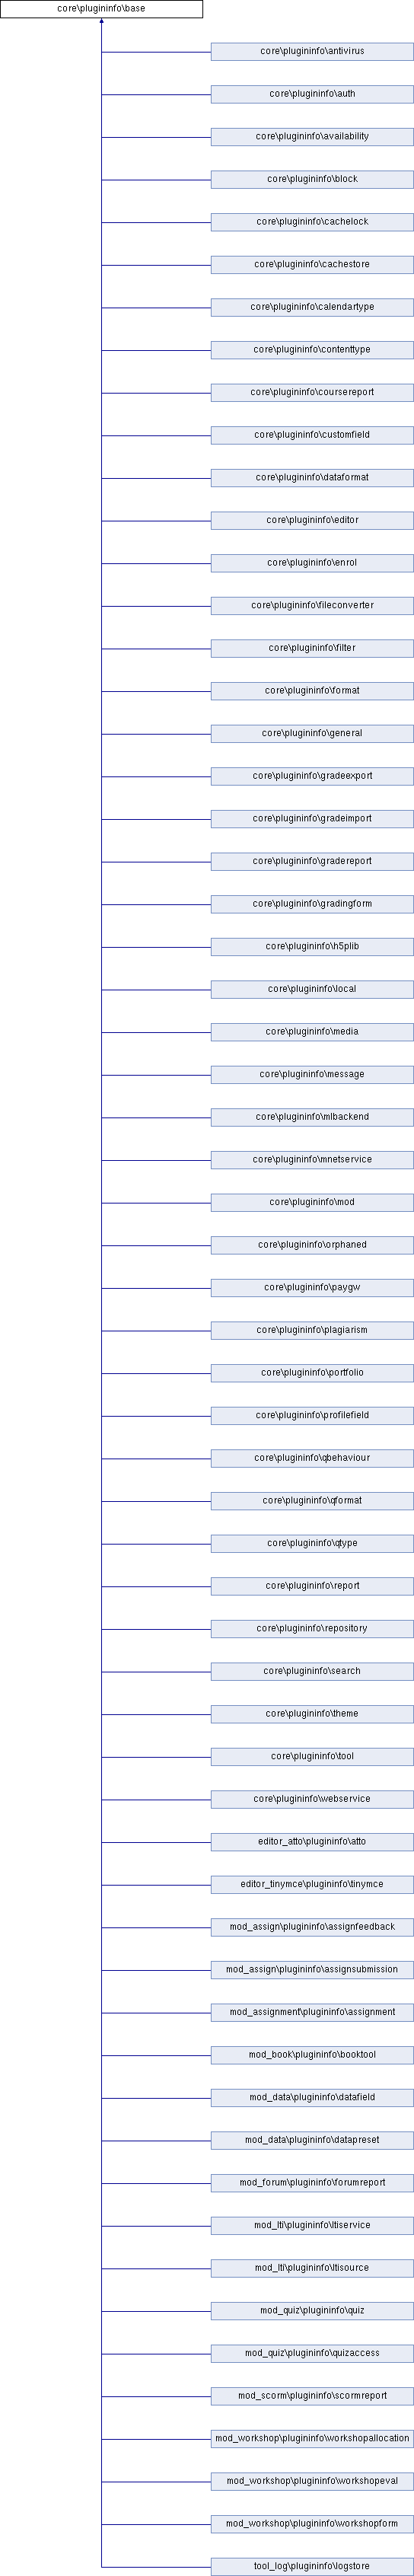 core\plugininfo\base
core\plugininfo\antivirus
core\plugininfo\auth
core\plugininfo\availability
core\plugininfo\block
core\plugininfo\cachelock
core\plugininfo\cachestore
core\plugininfo\calendartype
core\plugininfo\contenttype
core\plugininfo\coursereport
core\plugininfo\customfield
core\plugininfo\dataformat
core\plugininfo\editor
core\plugininfo\enrol
core\plugininfo\fileconverter
core\plugininfo\filter
core\plugininfo\format
core\plugininfo\general
core\plugininfo\gradeexport
core\plugininfo\gradeimport
core\plugininfo\gradereport
core\plugininfo\gradingform
core\plugininfo\h5plib
core\plugininfo\local
core\plugininfo\media
core\plugininfo\message
core\plugininfo\mlbackend
core\plugininfo\mnetservice
core\plugininfo\mod
core\plugininfo\orphaned
core\plugininfo\paygw
core\plugininfo\plagiarism
core\plugininfo\portfolio
core\plugininfo\profilefield
core\plugininfo\qbehaviour
core\plugininfo\qformat
core\plugininfo\qtype
core\plugininfo\report
core\plugininfo\repository
core\plugininfo\search
core\plugininfo\theme
core\plugininfo\tool
core\plugininfo\webservice
editor_atto\plugininfo\atto
editor_tinymce\plugininfo\tinymce
mod_assign\plugininfo\assignfeedback
mod_assign\plugininfo\assignsubmission
mod_assignment\plugininfo\assignment
mod_book\plugininfo\booktool
mod_data\plugininfo\datafield
mod_data\plugininfo\datapreset
mod_forum\plugininfo\forumreport
mod_lti\plugininfo\ltiservice
mod_lti\plugininfo\ltisource
mod_quiz\plugininfo\quiz
mod_quiz\plugininfo\quizaccess
mod_scorm\plugininfo\scormreport
mod_workshop\plugininfo\workshopallocation
mod_workshop\plugininfo\workshopeval
mod_workshop\plugininfo\workshopform
tool_log\plugininfo\logstore